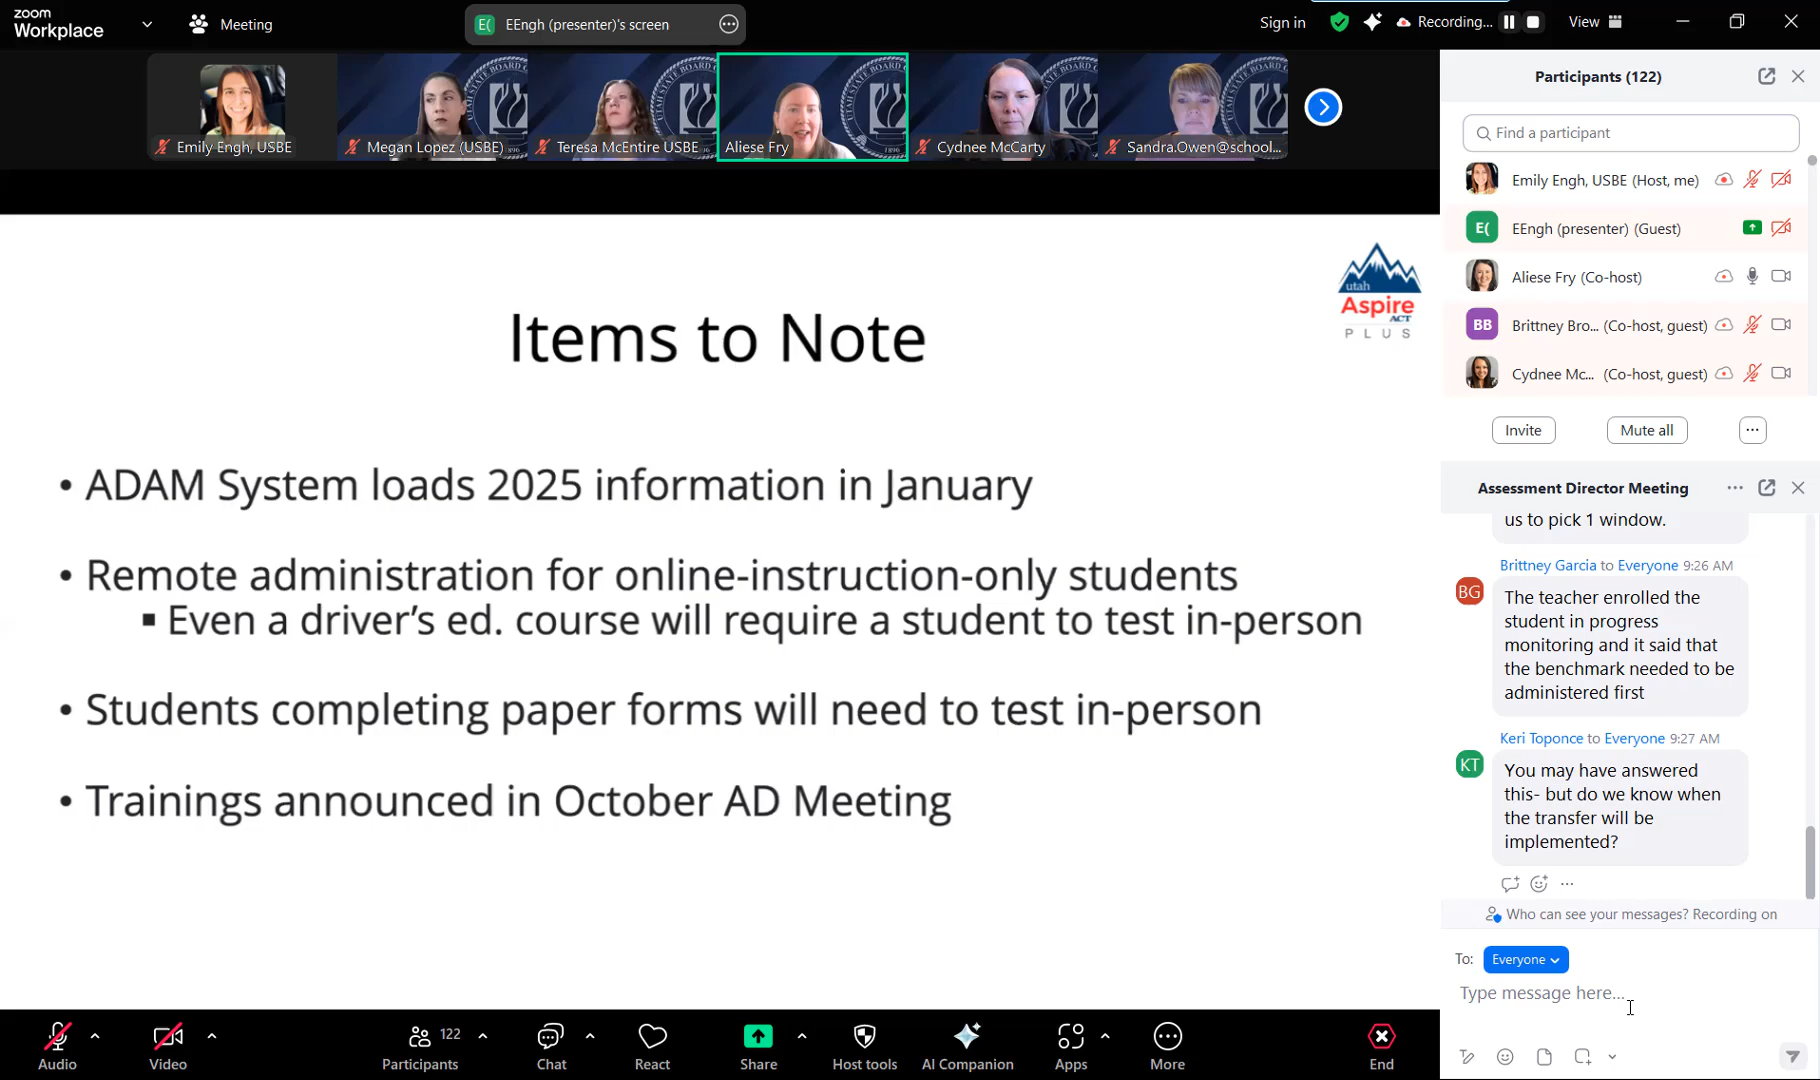 zoom
Workplace
Meeting
E( EEngh (presenter)'s screen
Sign in
Recording...
View
Emily Engh, USBE
Megan Lopez (USBE)
Teresa McEntire USBE
Aliese Fry
Cydnee McCarty
Sandra.Owen@school...
utah
Aspire
ACT
PLUS
Items to Note
• ADAM System loads 2025 information in January
• Remote administration for online-instruction-only students
▪ Even a driver's ed. course will require a student to test in-person
• Students completing paper forms will need to test in-person
• Trainings announced in October AD Meeting
Participants (122)
Find a participant
Emily Engh, USBE (Host, me)
E( EEngh (presenter) (Guest)
Aliese Fry (Co-host)
BB Brittney Bro... (Co-host, guest)
Cydnee Mc... (Co-host, guest)
Invite
Mute all
...
Assessment Director Meeting
us to pick 1 window.
Brittney Garcia to Everyone 9:26 AM
BG
The teacher enrolled the
student in progress
monitoring and it said that
the benchmark needed to be
administered first
Keri Toponce to Everyone 9:27 AM
KT
You may have answered
this- but do we know when
the transfer will be
implemented?
Who can see your messages? Recording on
To: Everyone
Type message here...
Audio
Video
122
Participants
Chat
React
Share
Host tools
AI Companion
Apps
More
End